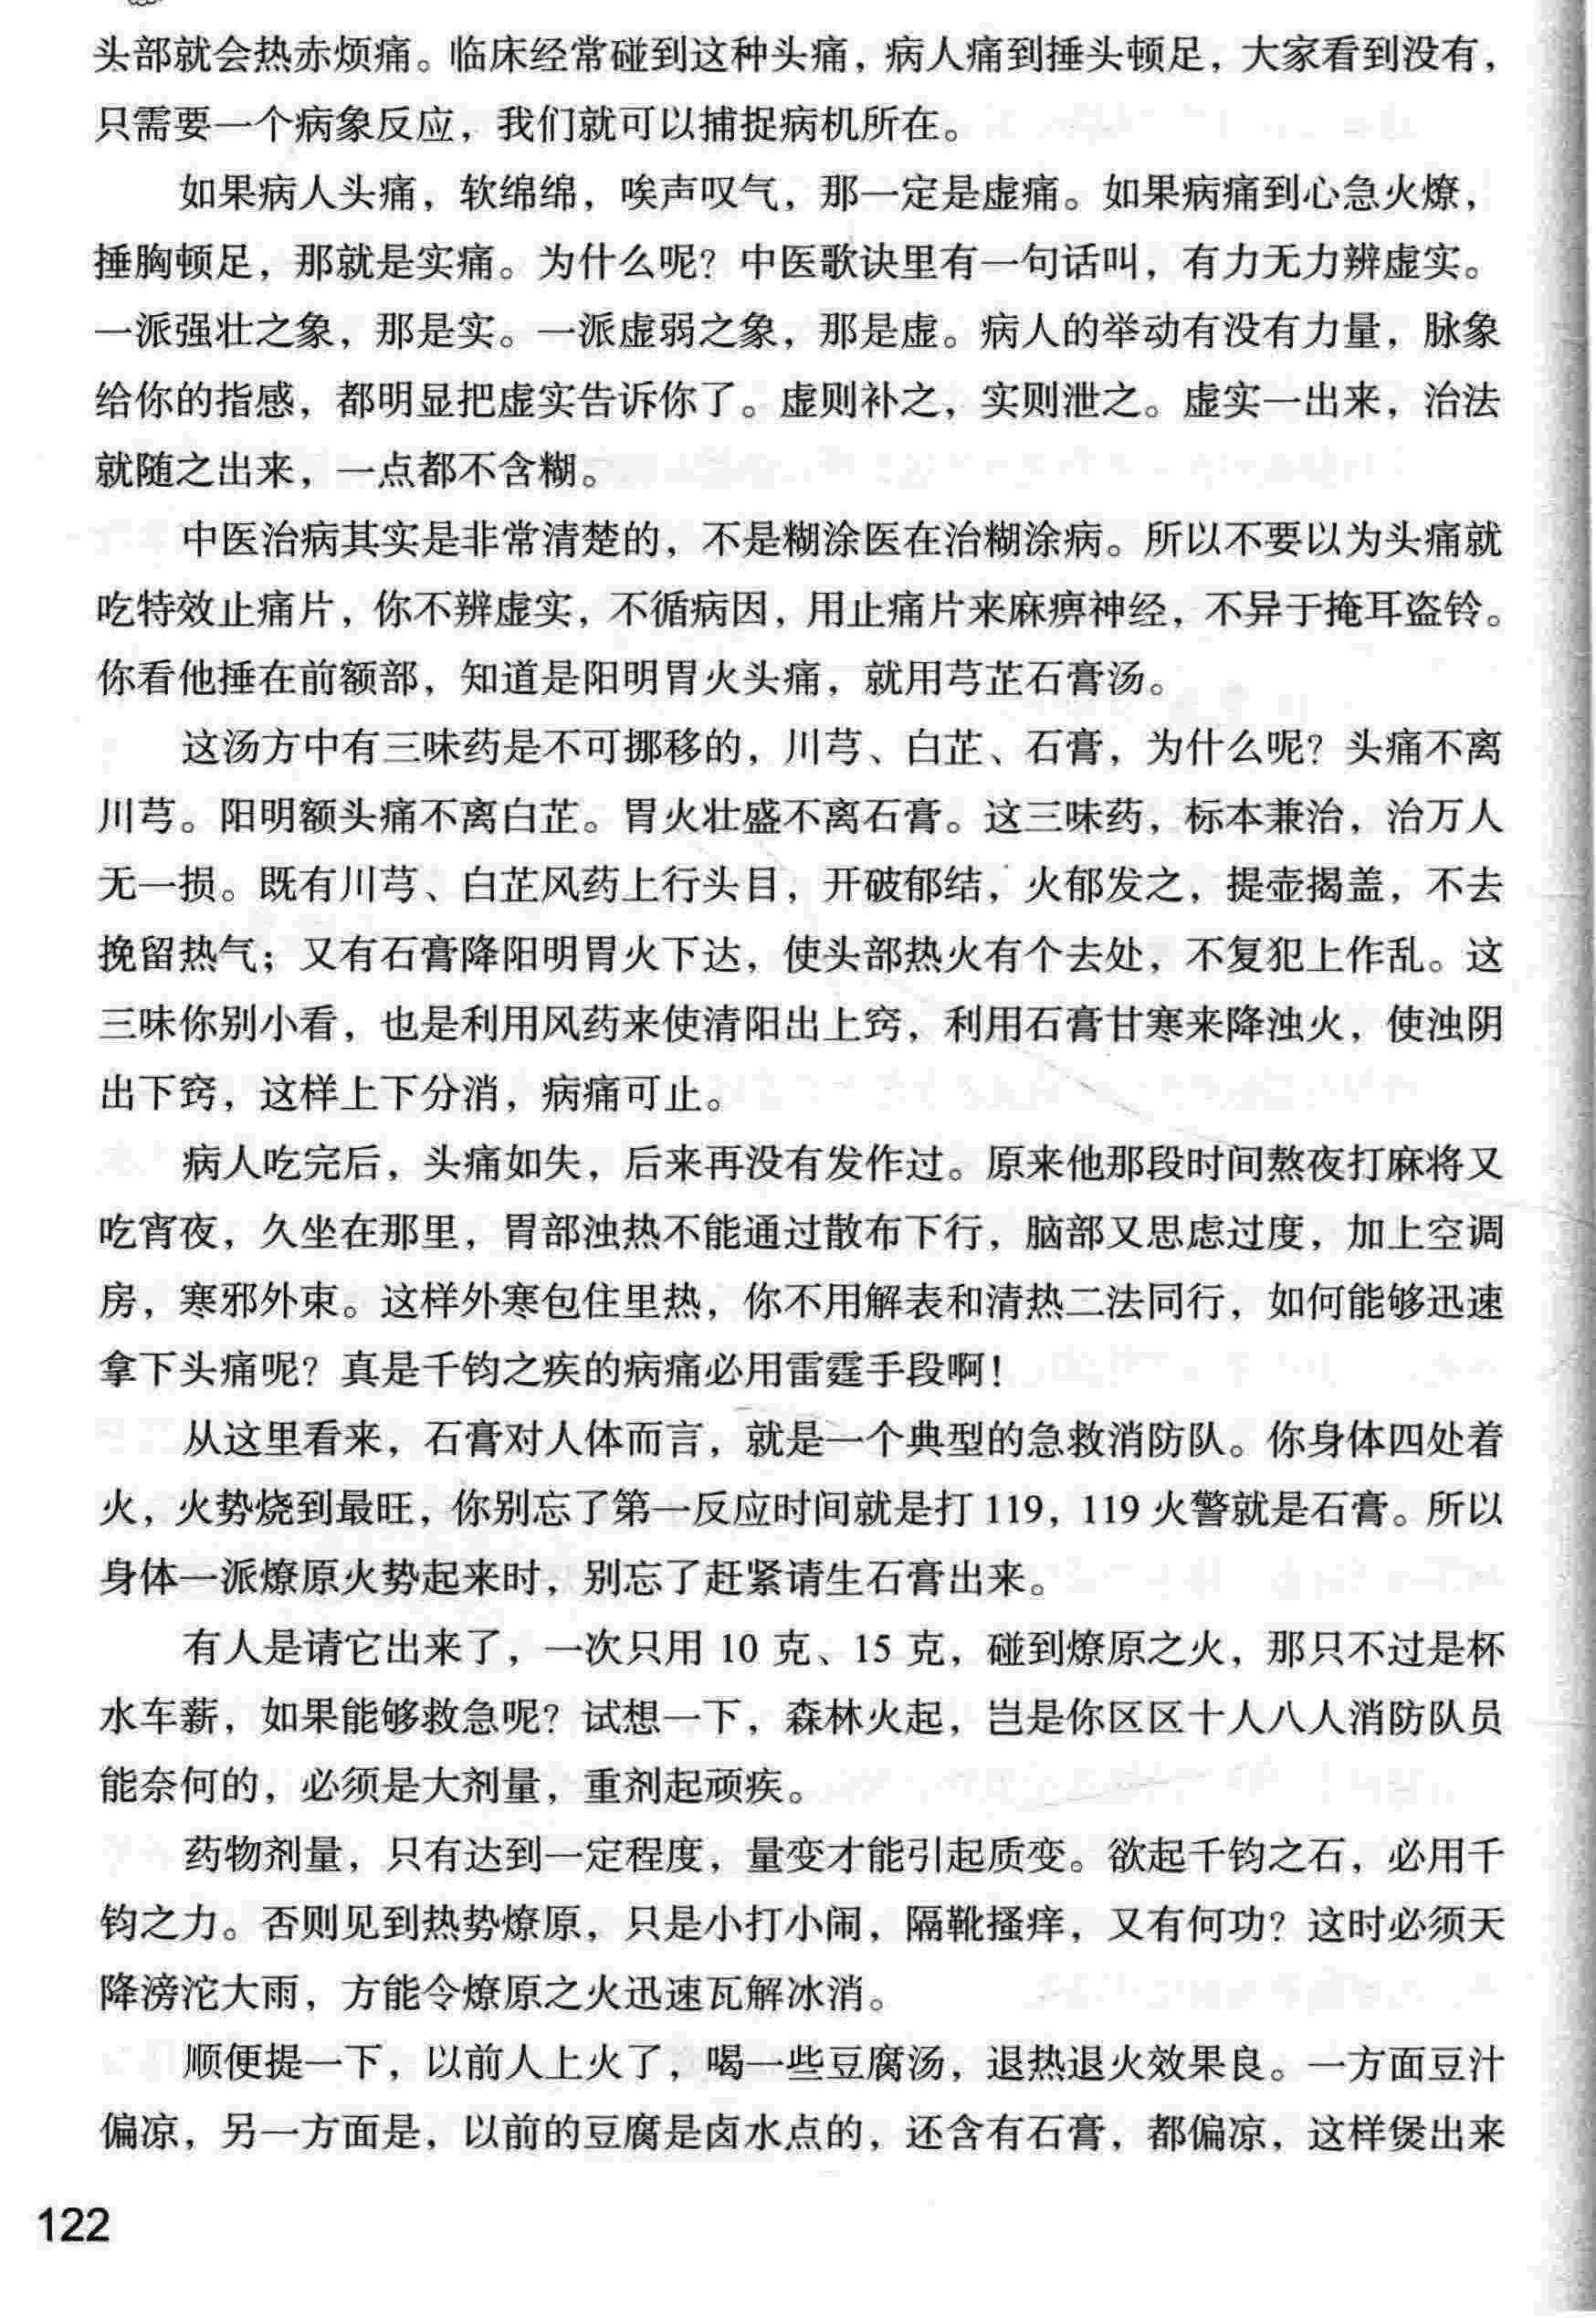 头部就会热赤烦痛。临床经常碰到这种头痛，病人痛到捶头顿足，大家看到没有，
只需要一个病象反应，我们就可以捕捉病机所在。
如果病人头痛，软绵绵，唉声叹气，那一定是虚痛。如果病痛到心急火燎，
捶胸顿足，那就是实痛。为什么呢？中医歌诀里有一句话叫，有力无力辨虚实。
一派强壮之象，那是实。一派虚弱之象，那是虚。病人的举动有没有力量，脉象
给你的指感，都明显把虚实告诉你了。虚则补之，实则泄之。虚实一出来，治法
就随之出来，一点都不含糊。
中医治病其实是非常清楚的，不是糊涂医在治糊涂病。所以不要以为头痛就
吃特效止痛片，你不辨虚实，不循病因，用止痛片来麻痹神经，不异于掩耳盗铃。
你看他捶在前额部，知道是阳明胃火头痛，就用芎芷石膏汤。
这汤方中有三味药是不可挪移的，川芎、白芷、石膏，为什么呢？头痛不离
川芎。阳明额头痛不离白芷。胃火壮盛不离石膏。这三味药，标本兼治，治万人
无一损。既有川芎、白芷风药上行头目，开破郁结，火郁发之，提壶揭盖，不去
挽留热气；又有石膏降阳明胃火下达，使头部热火有个去处，不复犯上作乱。这
三味你别小看，也是利用风药来使清阳出上窍，利用石膏甘寒来降浊火，使浊阴
出下窍，这样上下分消，病痛可止。
病人吃完后，头痛如失，后来再没有发作过。原来他那段时间熬夜打麻将又
吃宵夜，久坐在那里，胃部浊热不能通过散布下行，脑部又思虑过度，加上空调
房，寒邪外束。这样外寒包住里热，你不用解表和清热二法同行，如何能够迅速
拿下头痛呢？真是千钧之疾的病痛必用雷霆手段啊！
从这里看来，石膏对人体而言，就是一个典型的急救消防队。你身体四处着
火，火势烧到最旺，你别忘了第一反应时间就是打 119，119 火警就是石膏。所以
身体一派燎原火势起来时，别忘了赶紧请生石膏出来。
有人是请它出来了，一次只用 10 克、15 克，碰到燎原之火，那只不过是杯
水车薪，如果能够救急呢？试想一下，森林火起，岂是你区区十人八人消防队员
能奈何的，必须是大剂量，重剂起顽疾。
药物剂量，只有达到一定程度，量变才能引起质变。欲起千钧之石，必用千
钧之力。否则见到热势燎原，只是小打小闹，隔靴搔痒，又有何功？这时必须天
降滂沱大雨，方能令燎原之火迅速瓦解冰消。
顺便提一下，以前人上火了，喝一些豆腐汤，退热退火效果良。一方面豆汁
偏凉，另一方面是，以前的豆腐是卤水点的，还含有石膏，都偏凉，这样煲出来
122